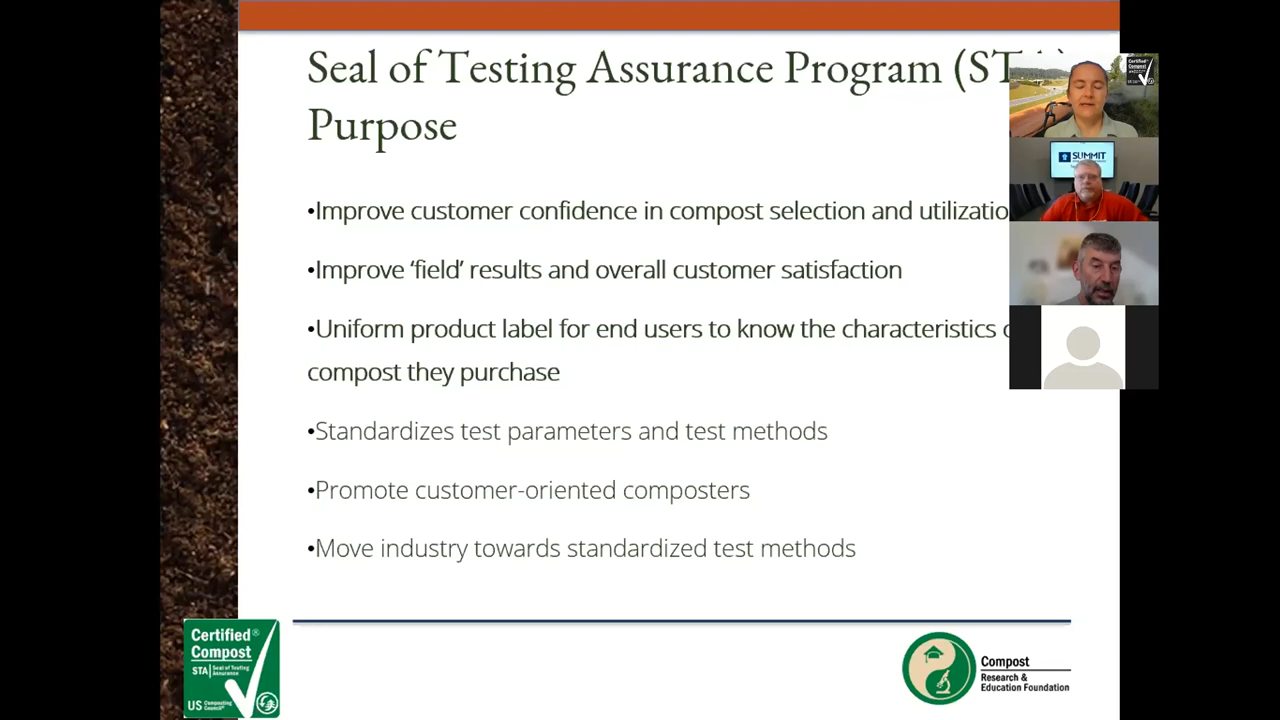 Seal of Testing Assurance Program (STA)
Purpose
•Improve customer confidence in compost selection and utilizatio
•Improve ‘field’ results and overall customer satisfaction
•Uniform product label for end users to know the characteristics
compost they purchase
•Standardizes test parameters and test methods
•Promote customer-oriented composters
•Move industry towards standardized test methods
Certified
Compost
SUMMIT
Certified®
Compost
STA | Seal of Testing
Assurance
US Composting
Council®
Compost
Research &
Education Foundation